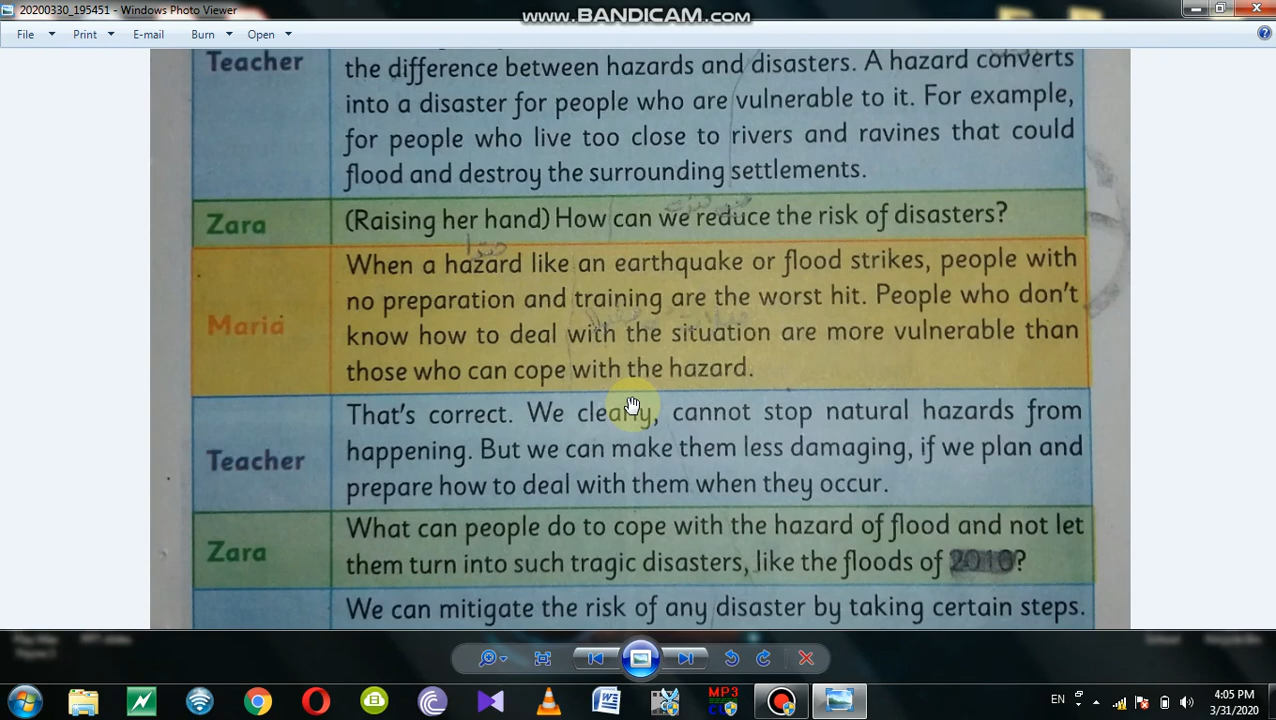 20200330_195451 - Windows Photo Viewer
www.BANDICAM.com
File Print E-mail Burn Open
Teacher
the difference between hazards and disasters. A hazard converts
into a disaster for people who are vulnerable to it. For example,
for people who live too close to rivers and ravines that could
flood and destroy the surrounding settlements.
Zara
(Raising her hand) How can we reduce the risk of disasters?
Maria
When a hazard like an earthquake or flood strikes, people with
no preparation and training are the worst hit. People who don't
know how to deal with the situation are more vulnerable than
those who can cope with the hazard.
Teacher
That's correct. We clearly, cannot stop natural hazards from
happening. But we can make them less damaging, if we plan and
prepare how to deal with them when they occur.
Zara
What can people do to cope with the hazard of flood and not let
them turn into such tragic disasters, like the floods of 2010?
We can mitigate the risk of any disaster by taking certain steps.
MP3
EN
4:05 PM
3/31/2020